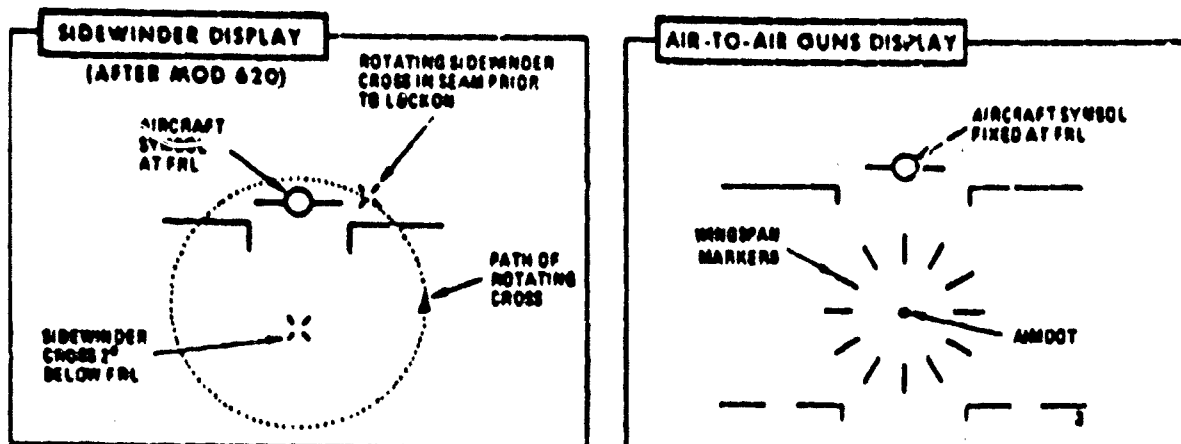 SIDEWINDER DISPLAY
(AFTER MOD 620)
ROTATING SIDEWINDER
CROSS IN SEAM PRIOR
TO LOCKON
AIRCRAFT
SYMBOL
AT FRL
PATH OF
ROTATING
CROSS
SIDEWINDER
CROSS 2°
BELOW FRL
AIR-TO-AIR GUNS DISPLAY
AIRCRAFT SYMBOL
FIXED AT FRL
WINGSPAN
MARKERS
AIMDOT
3